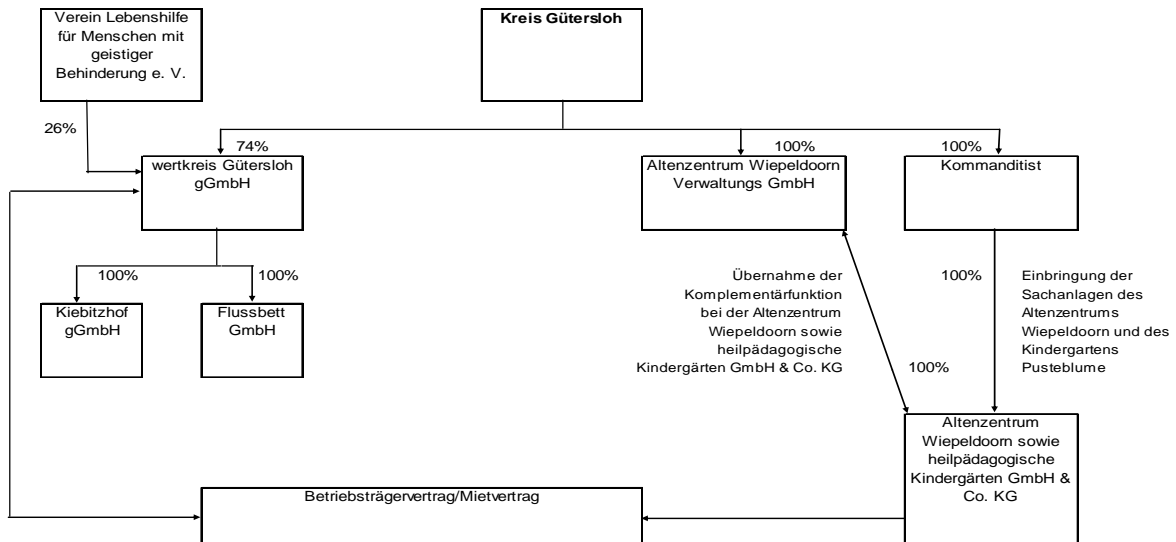 Verein Lebenshilfe
für Menschen mit
geistiger
Behinderung e. V.
Kreis Gütersloh
26%
74%
100%
100%
wertkreis Gütersloh
gGmbH
Altenzentrum Wiepeldoorn
Verwaltungs GmbH
Kommanditist
100%
100%
Kiebitzhof
gGmbH
Flussbett
GmbH
Übernahme der
Komplementärfunktion
bei der Altenzentrum
Wiepeldoorn sowie
heilpädagogische
Kindergärten GmbH & Co. KG
100%
100%
Einbringung der
Sachanlagen des
Altenzentrums
Wiepeldoorn und des
Kindergartens
Pusteblume
Altenzentrum
Wiepeldoorn sowie
heilpädagogische
Kindergärten GmbH &
Co. KG
Betriebsträgervertrag/Mietvertrag